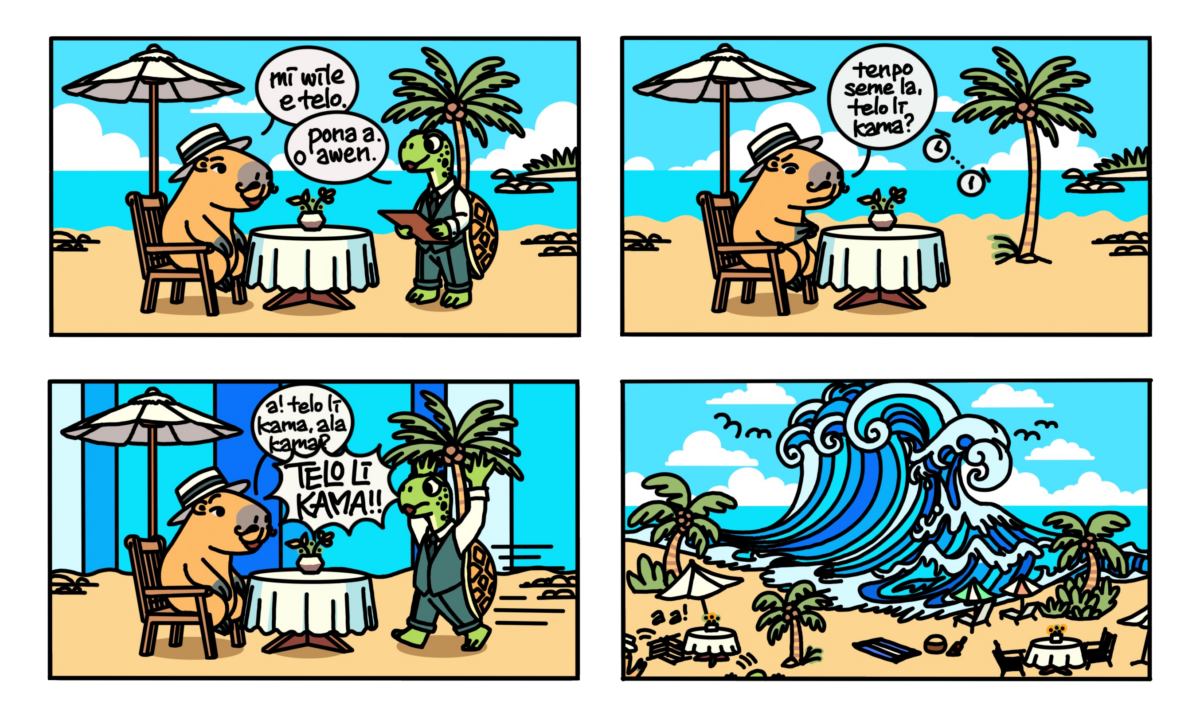 mi wile
e telo.
pona a.
o awen.
tenpo
seme la,
telo li
kama?
a! telo li
kama, ala
kama?
TELO LI
KAMA!!
a a!